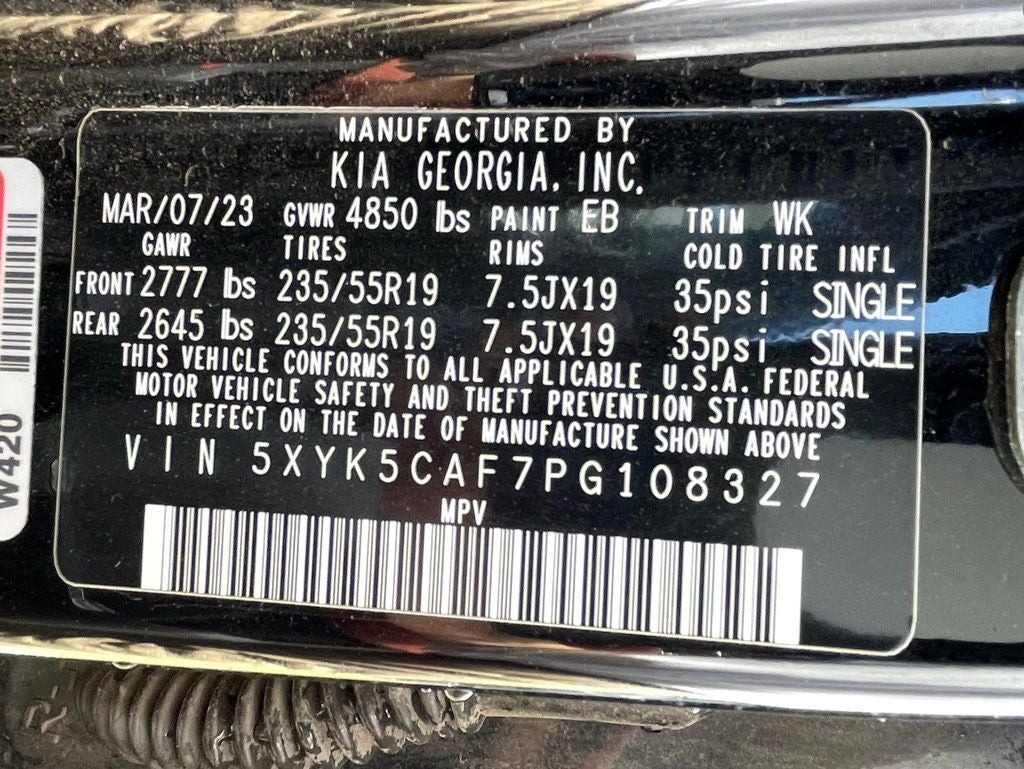 MANUFACTURED BY
KIA GEORGIA, INC.
MAR/07/23 GVWR 4850 lbs PAINT EB TRIM WK
GAWR TIRES RIMS COLD TIRE INFL
FRONT 2777 lbs 235/55R19 7.5JX19 35psi SINGLE
REAR 2645 lbs 235/55R19 7.5JX19 35psi SINGLE
THIS VEHICLE CONFORMS TO ALL APPLICABLE U.S.A. FEDERAL
MOTOR VEHICLE SAFETY AND THEFT PREVENTION STANDARDS
IN EFFECT ON THE DATE OF MANUFACTURE SHOWN ABOVE
VIN 5XYK5CAF7PG108327
MPV
W420